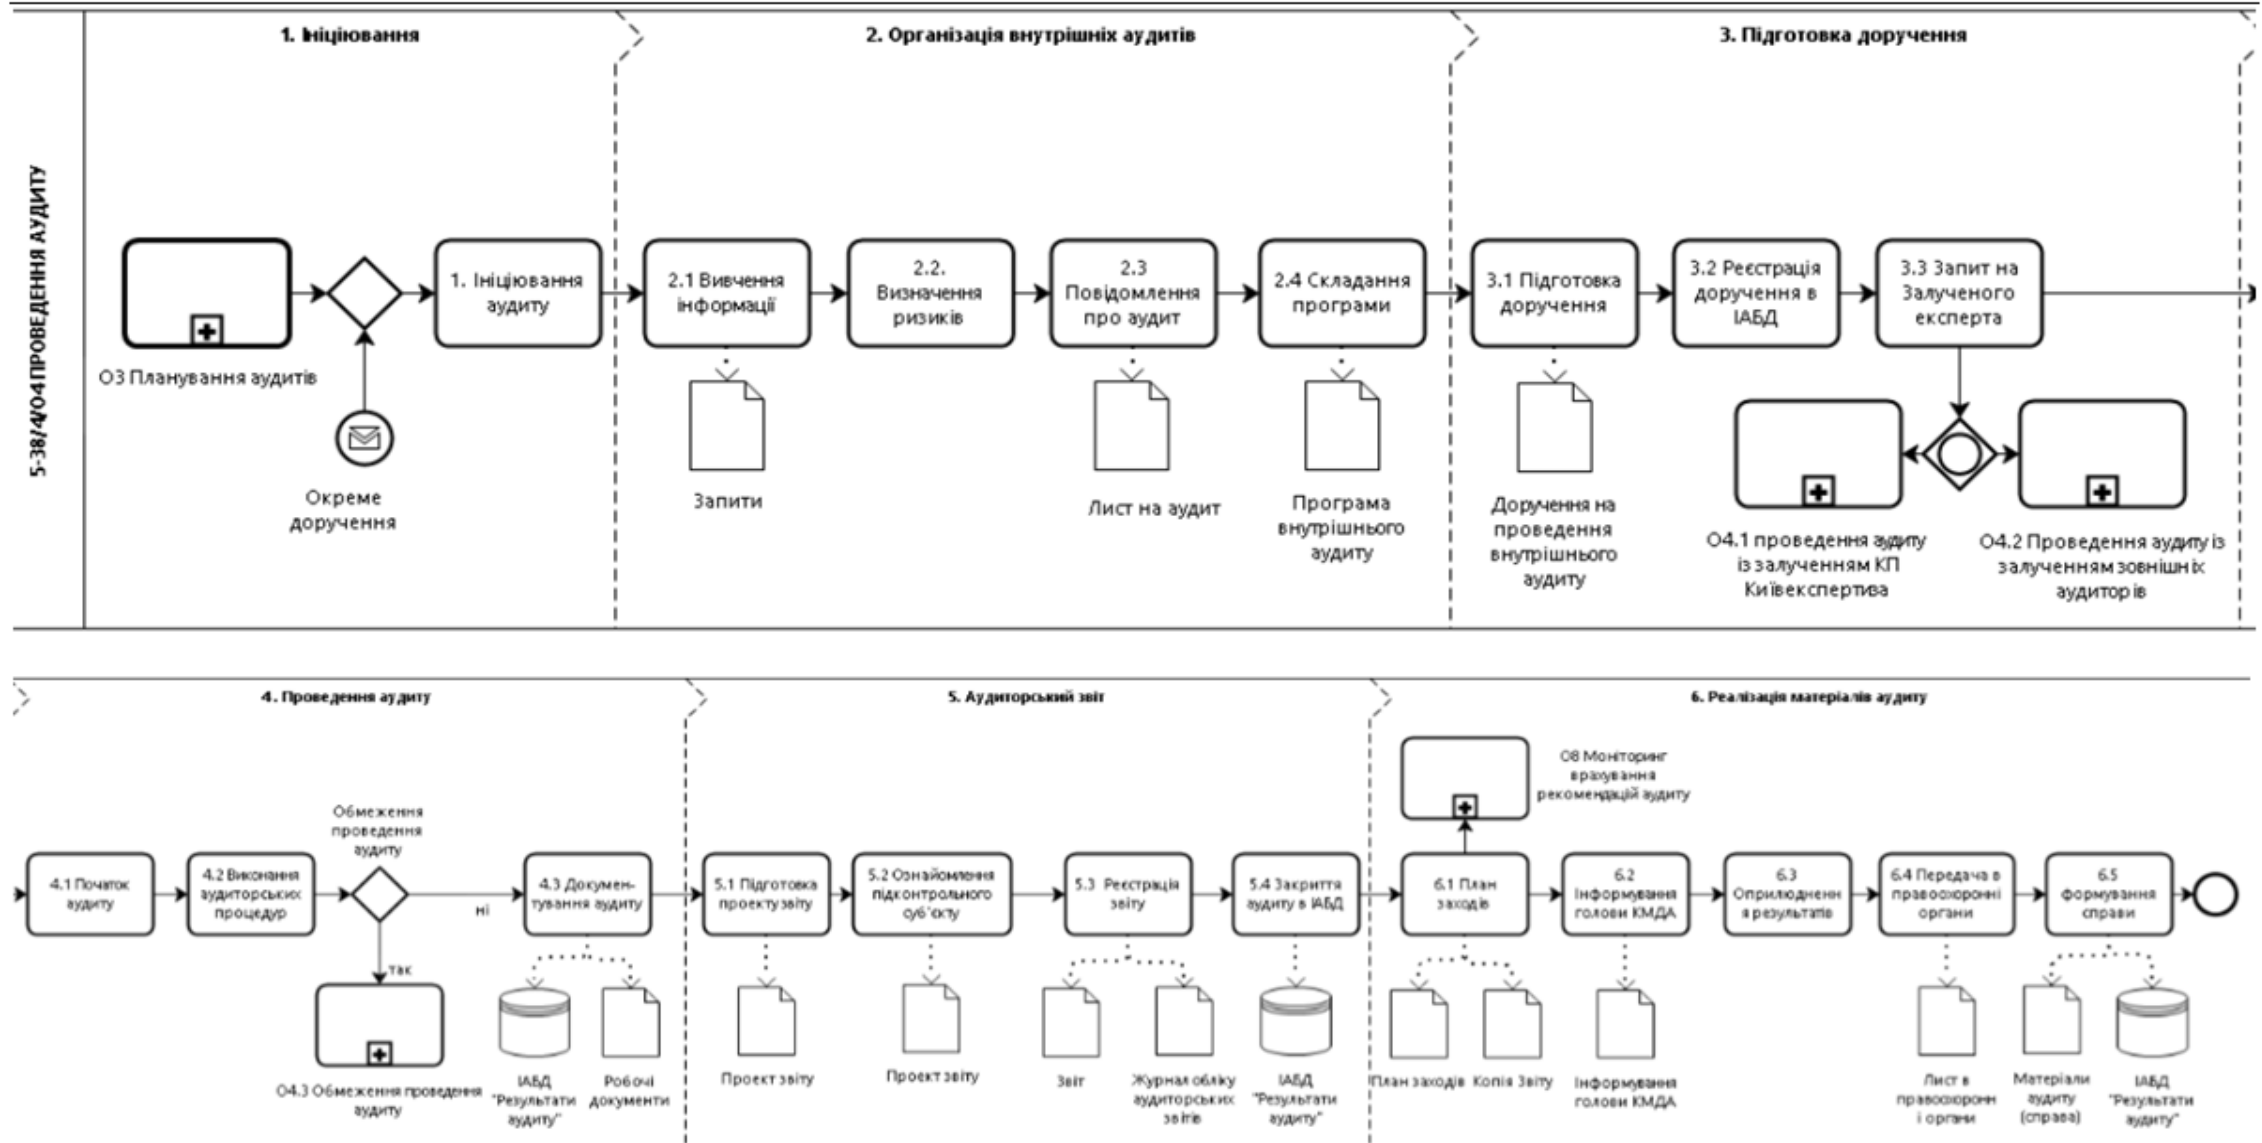 5-38/4/О4 ПРОВЕДЕННЯ АУДИТУ
1. Ініціювання
2. Організація внутрішніх аудитів
3. Підготовка доручення
О3 Планування аудитів
Окреме
доручення
1. Ініціювання
аудиту
2.1 Вивчення
інформації
Запити
2.2.
Визначення
ризиків
2.3
Повідомлення
про аудит
Лист на аудит
2.4 Складання
програми
Програма
внутрішнього
аудиту
3.1 Підготовка
доручення
Доручення на
проведення
внутрішнього
аудиту
3.2 Реєстрація
доручення в
ІАБД
3.3 Запит на
Залученого
експерта
О4.1 проведення аудиту
із залученням КП
Київекспертиза
О4.2 Проведення аудиту із
залученням зовнішніх
аудиторів
4. Проведення аудиту
5. Аудиторський звіт
6. Реалізація матеріалів аудиту
4.1 Початок
аудиту
4.2 Виконання
аудиторських
процедур
Обмеження
проведення
аудиту
ні
так
О4.3 Обмеження проведення
аудиту
4.3 Докумен-
тування аудиту
ІАБД
"Результати
аудиту"
Робочі
документи
5.1 Підготовка
проекту звіту
Проект звіту
5.2 Ознайомлення
підконтрольного
суб'єкту
Проект звіту
5.3 Реєстрація
звіту
Звіт
Журнал обліку
аудиторських
звітів
5.4 Закриття
аудиту в ІАБД
ІАБД
"Результати
аудиту"
О8 Моніторинг
врахування
рекомендацій аудиту
6.1 План
заходів
План заходів
Копія Звіту
6.2
Інформування
голови КМДА
Інформування
голови КМДА
6.3
Оприлюдненн
я результатів
6.4 Передача в
правоохоронні
органи
Лист в
правоохоронн
і органи
6.5
формування
справи
Матеріали
аудиту
(справа)
ІАБД
"Результати
аудиту"